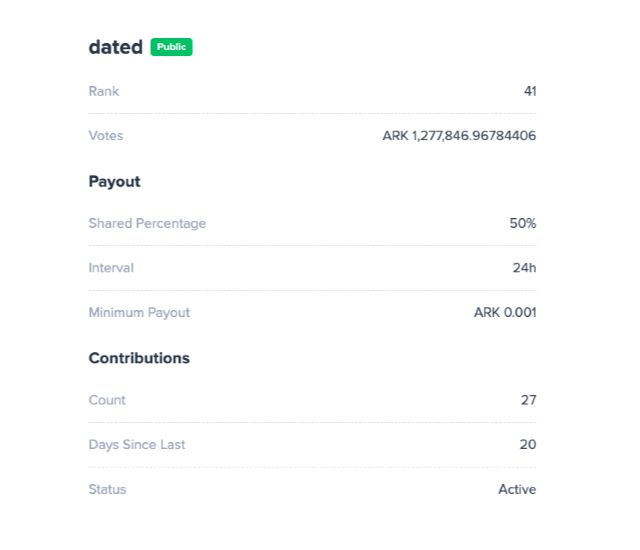 dated Public
Rank 41
Votes ARK 1,277,846.96784406
Payout
Shared Percentage 50%
Interval 24h
Minimum Payout ARK 0.001
Contributions
Count 27
Days Since Last 20
Status Active